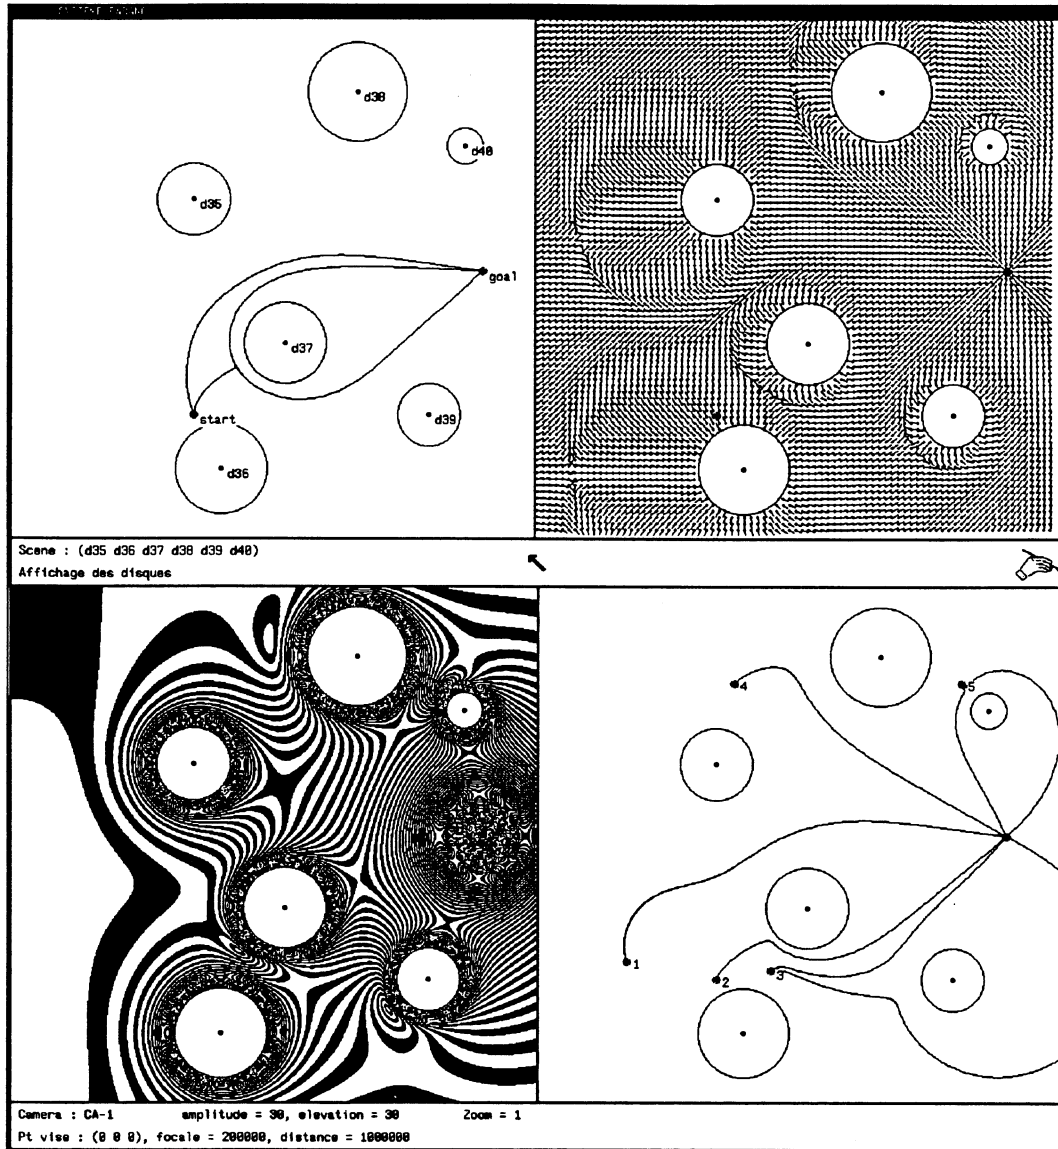 d38
d40
d35
goal
d37
start
d39
d36
Scene : (d35 d36 d37 d38 d39 d40)
Affichage des disques
4
5
1
2
3
Camera : CA-1 amplitude = 30, elevation = 30 Zoom = 1
Pt vise : (0 0 0), focale = 200000, distance = 1000000